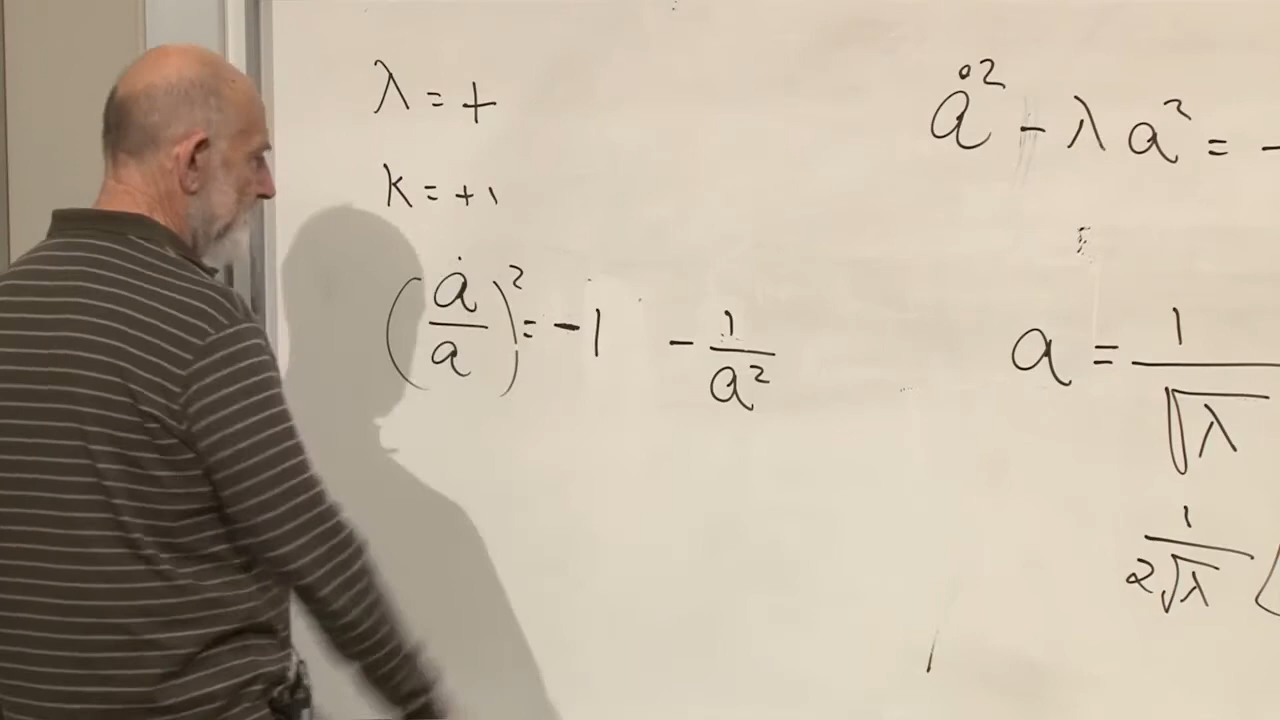 λ = +
k = +1
(ȧ/a)² = -1 - 1/a²
ȧ² - λ a² = -
a = 1/√λ
1/(2√λ) (